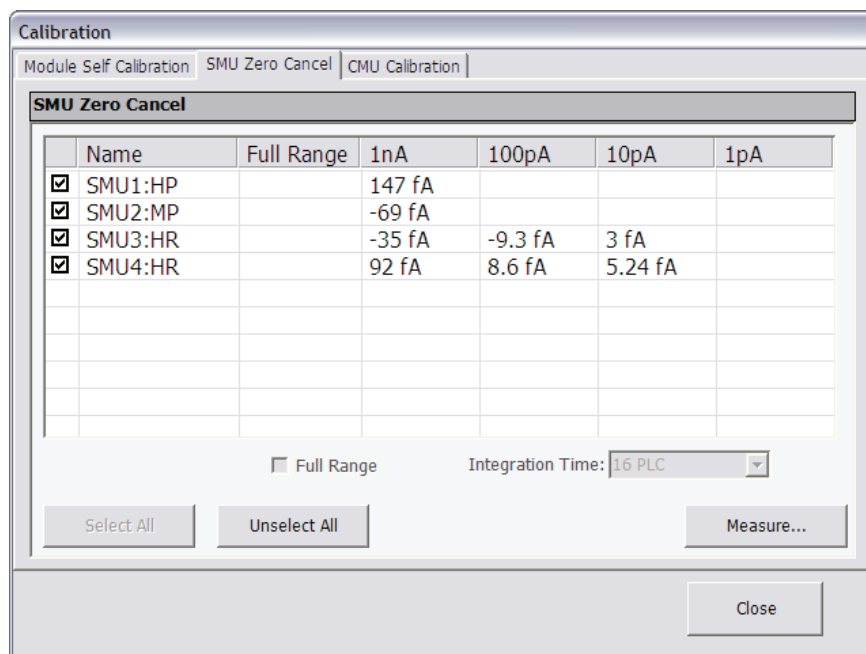 Calibration
Module Self Calibration SMU Zero Cancel CMU Calibration
SMU Zero Cancel
Name Full Range 1nA 100pA 10pA 1pA
SMU1:HP 147 fA
SMU2:MP -69 fA
SMU3:HR -35 fA -9.3 fA 3 fA
SMU4:HR 92 fA 8.6 fA 5.24 fA
Full Range Integration Time: 16 PLC
Select All Unselect All Measure...
Close